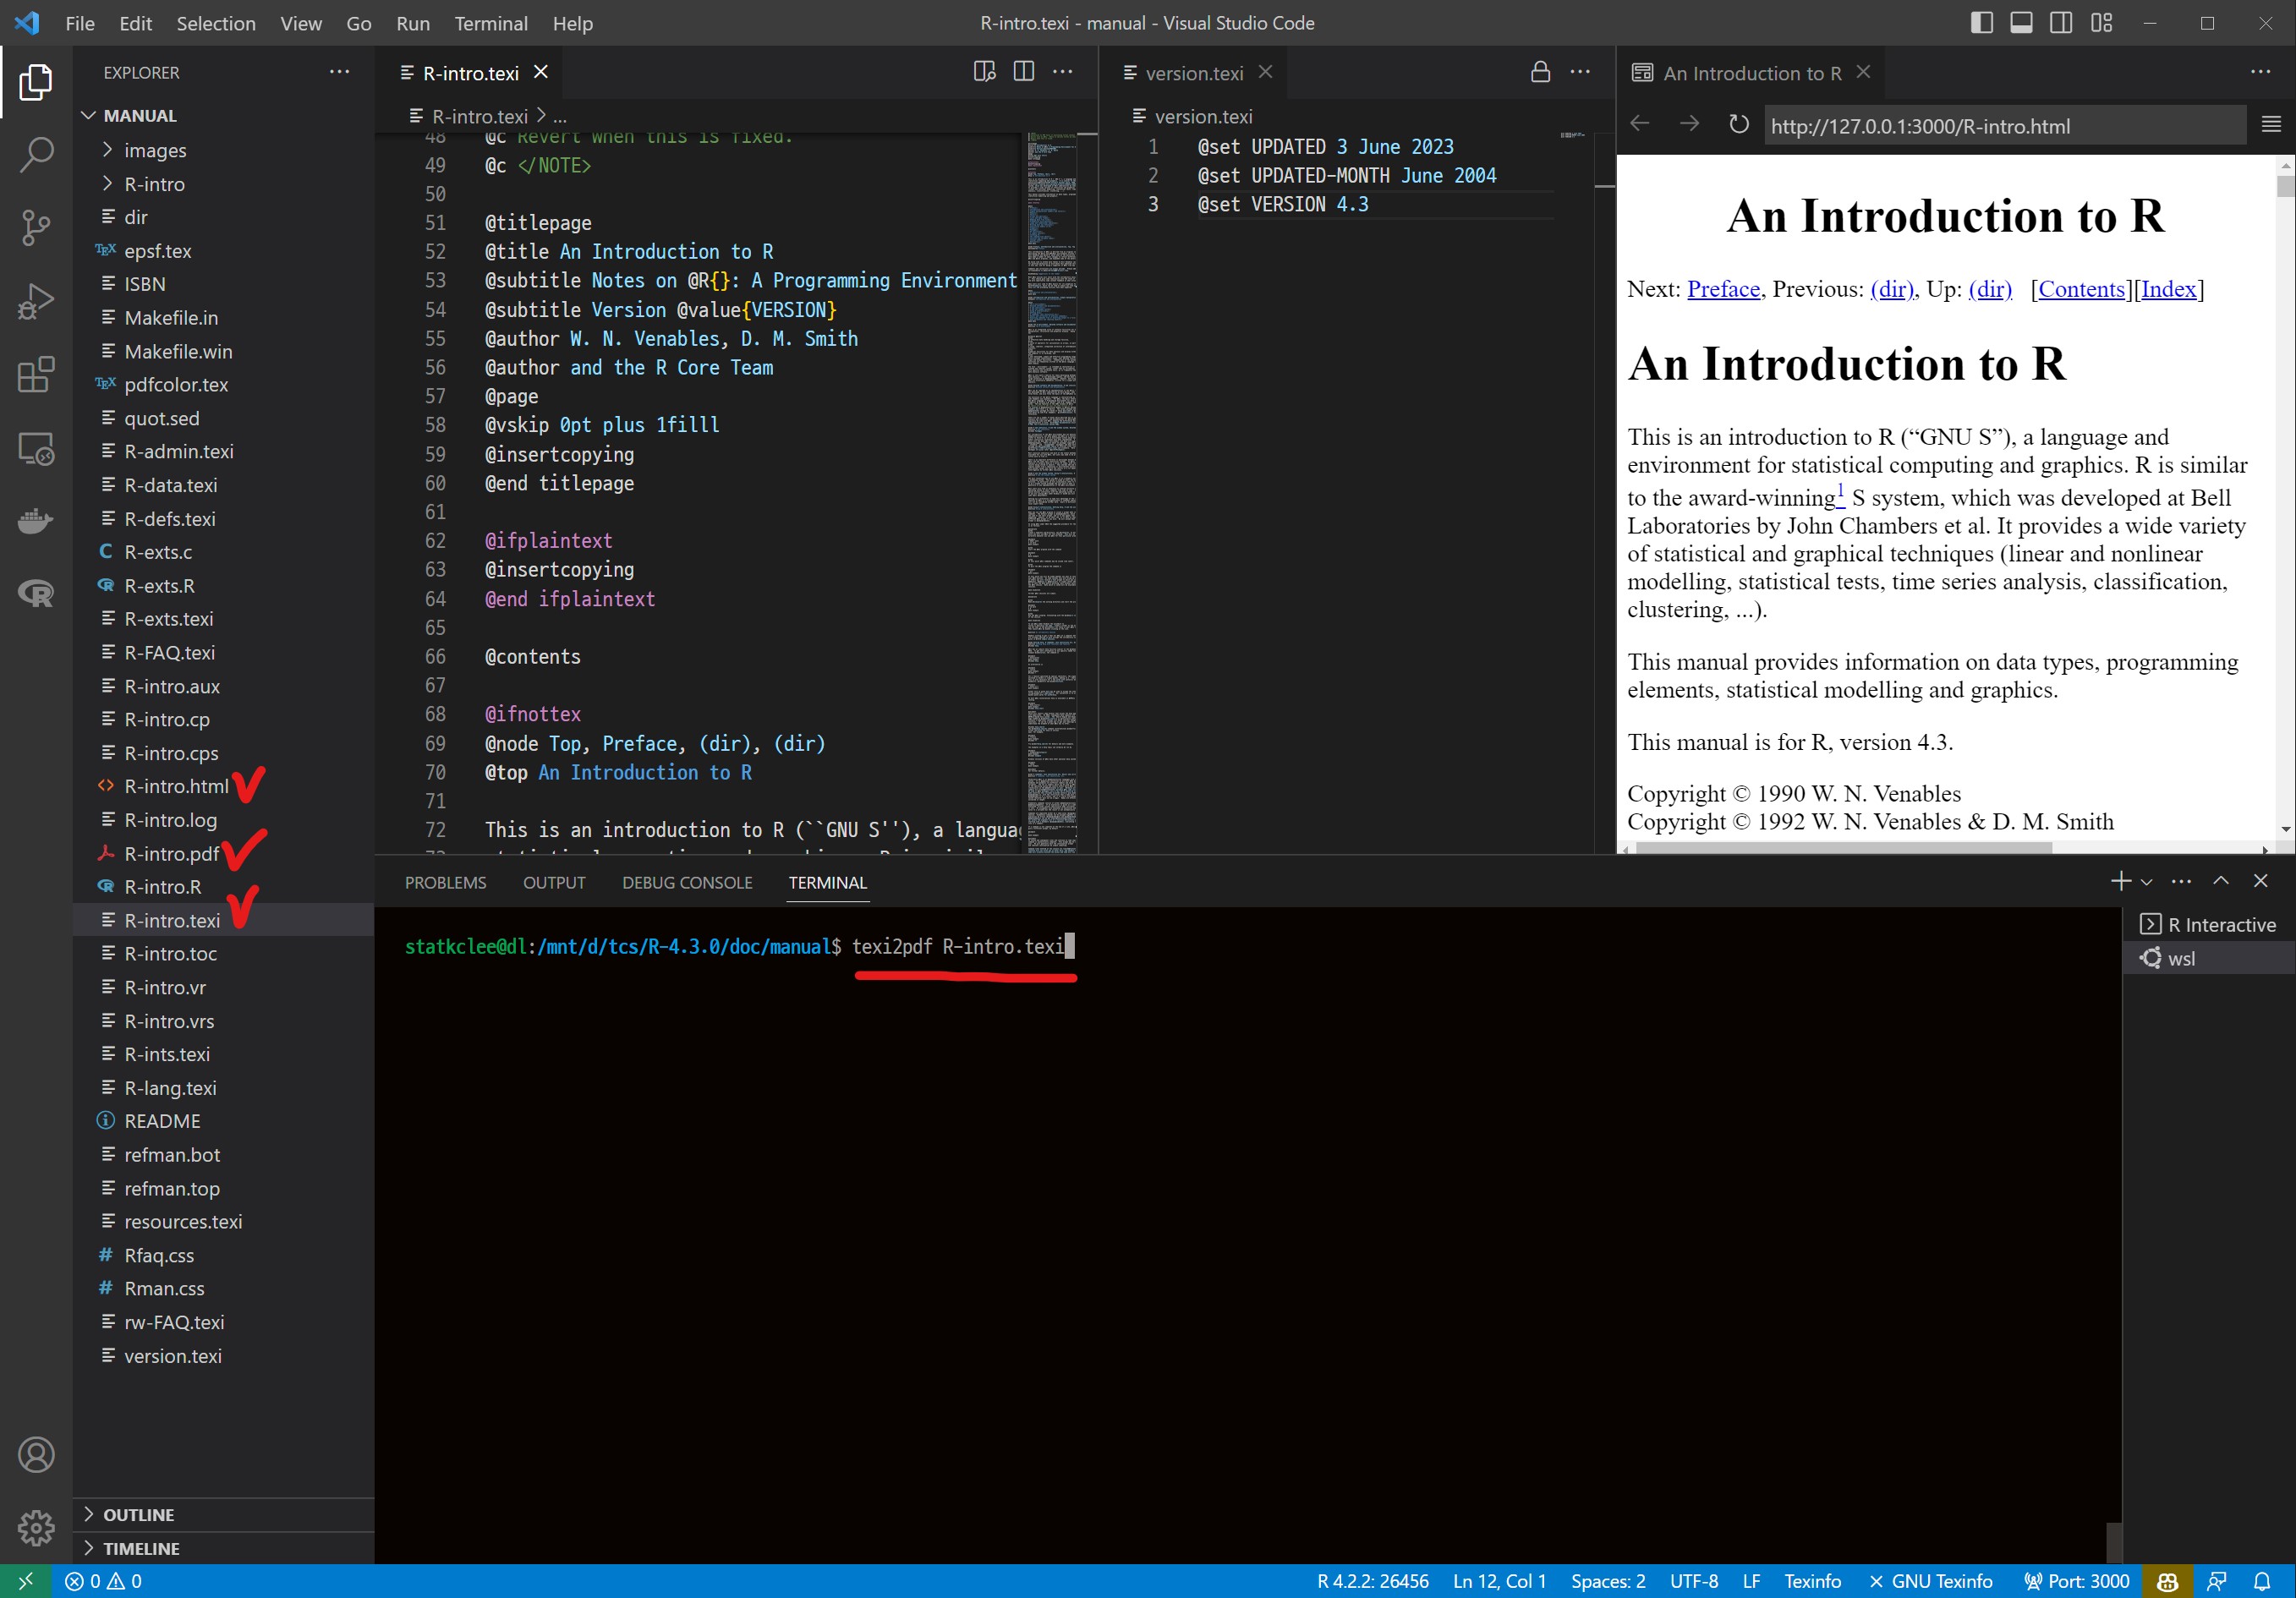 File Edit Selection View Go Run Terminal Help
R-intro.texi - manual - Visual Studio Code
EXPLORER
MANUAL
images
R-intro
dir
epsf.tex
ISBN
Makefile.in
Makefile.win
pdfcolor.tex
quot.sed
R-admin.texi
R-data.texi
R-defs.texi
R-exts.c
R-exts.R
R-exts.texi
R-FAQ.texi
R-intro.aux
R-intro.cp
R-intro.cps
R-intro.html
R-intro.log
R-intro.pdf
R-intro.R
R-intro.texi
R-intro.toc
R-intro.vr
R-intro.vrs
R-ints.texi
R-lang.texi
README
refman.bot
refman.top
resources.texi
Rfaq.css
Rman.css
rw-FAQ.texi
version.texi
OUTLINE
TIMELINE
R-intro.texi
R-intro.texi > ...
48 @c Revert when this is fixed.
49 @c </NOTE>
50
51 @titlepage
52 @title An Introduction to R
53 @subtitle Notes on @R{}: A Programming Environment
54 @subtitle Version @value{VERSION}
55 @author W. N. Venables, D. M. Smith
56 @author and the R Core Team
57 @page
58 @vskip 0pt plus 1filll
59 @insertcopying
60 @end titlepage
61
62 @ifplaintext
63 @insertcopying
64 @end ifplaintext
65
66 @contents
67
68 @ifnottex
69 @node Top, Preface, (dir), (dir)
70 @top An Introduction to R
71
72 This is an introduction to R (``GNU S''), a langua
version.texi
version.texi
1 @set UPDATED 3 June 2023
2 @set UPDATED-MONTH June 2004
3 @set VERSION 4.3
An Introduction to R
http://127.0.0.1:3000/R-intro.html
An Introduction to R
Next: Preface, Previous: (dir), Up: (dir) [Contents][Index]
An Introduction to R
This is an introduction to R (“GNU S”), a language and
environment for statistical computing and graphics. R is similar
to the award-winning1 S system, which was developed at Bell
Laboratories by John Chambers et al. It provides a wide variety
of statistical and graphical techniques (linear and nonlinear
modelling, statistical tests, time series analysis, classification,
clustering, ...).
This manual provides information on data types, programming
elements, statistical modelling and graphics.
This manual is for R, version 4.3.
Copyright © 1990 W. N. Venables
Copyright © 1992 W. N. Venables & D. M. Smith
PROBLEMS OUTPUT DEBUG CONSOLE TERMINAL
statkclee@dl:/mnt/d/tcs/R-4.3.0/doc/manual$ texi2pdf R-intro.texi
R Interactive
wsl
0 0
R 4.2.2: 26456 Ln 12, Col 1 Spaces: 2 UTF-8 LF Texinfo GNU Texinfo Port: 3000